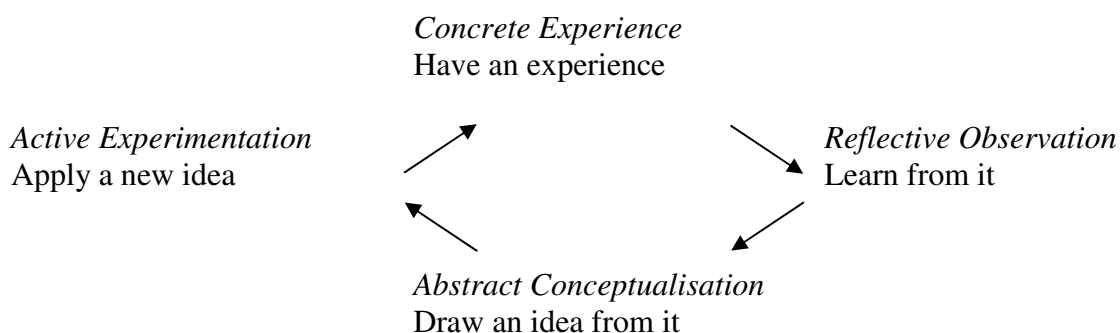 Concrete Experience
Have an experience
Active Experimentation
Apply a new idea
Reflective Observation
Learn from it
Abstract Conceptualisation
Draw an idea from it